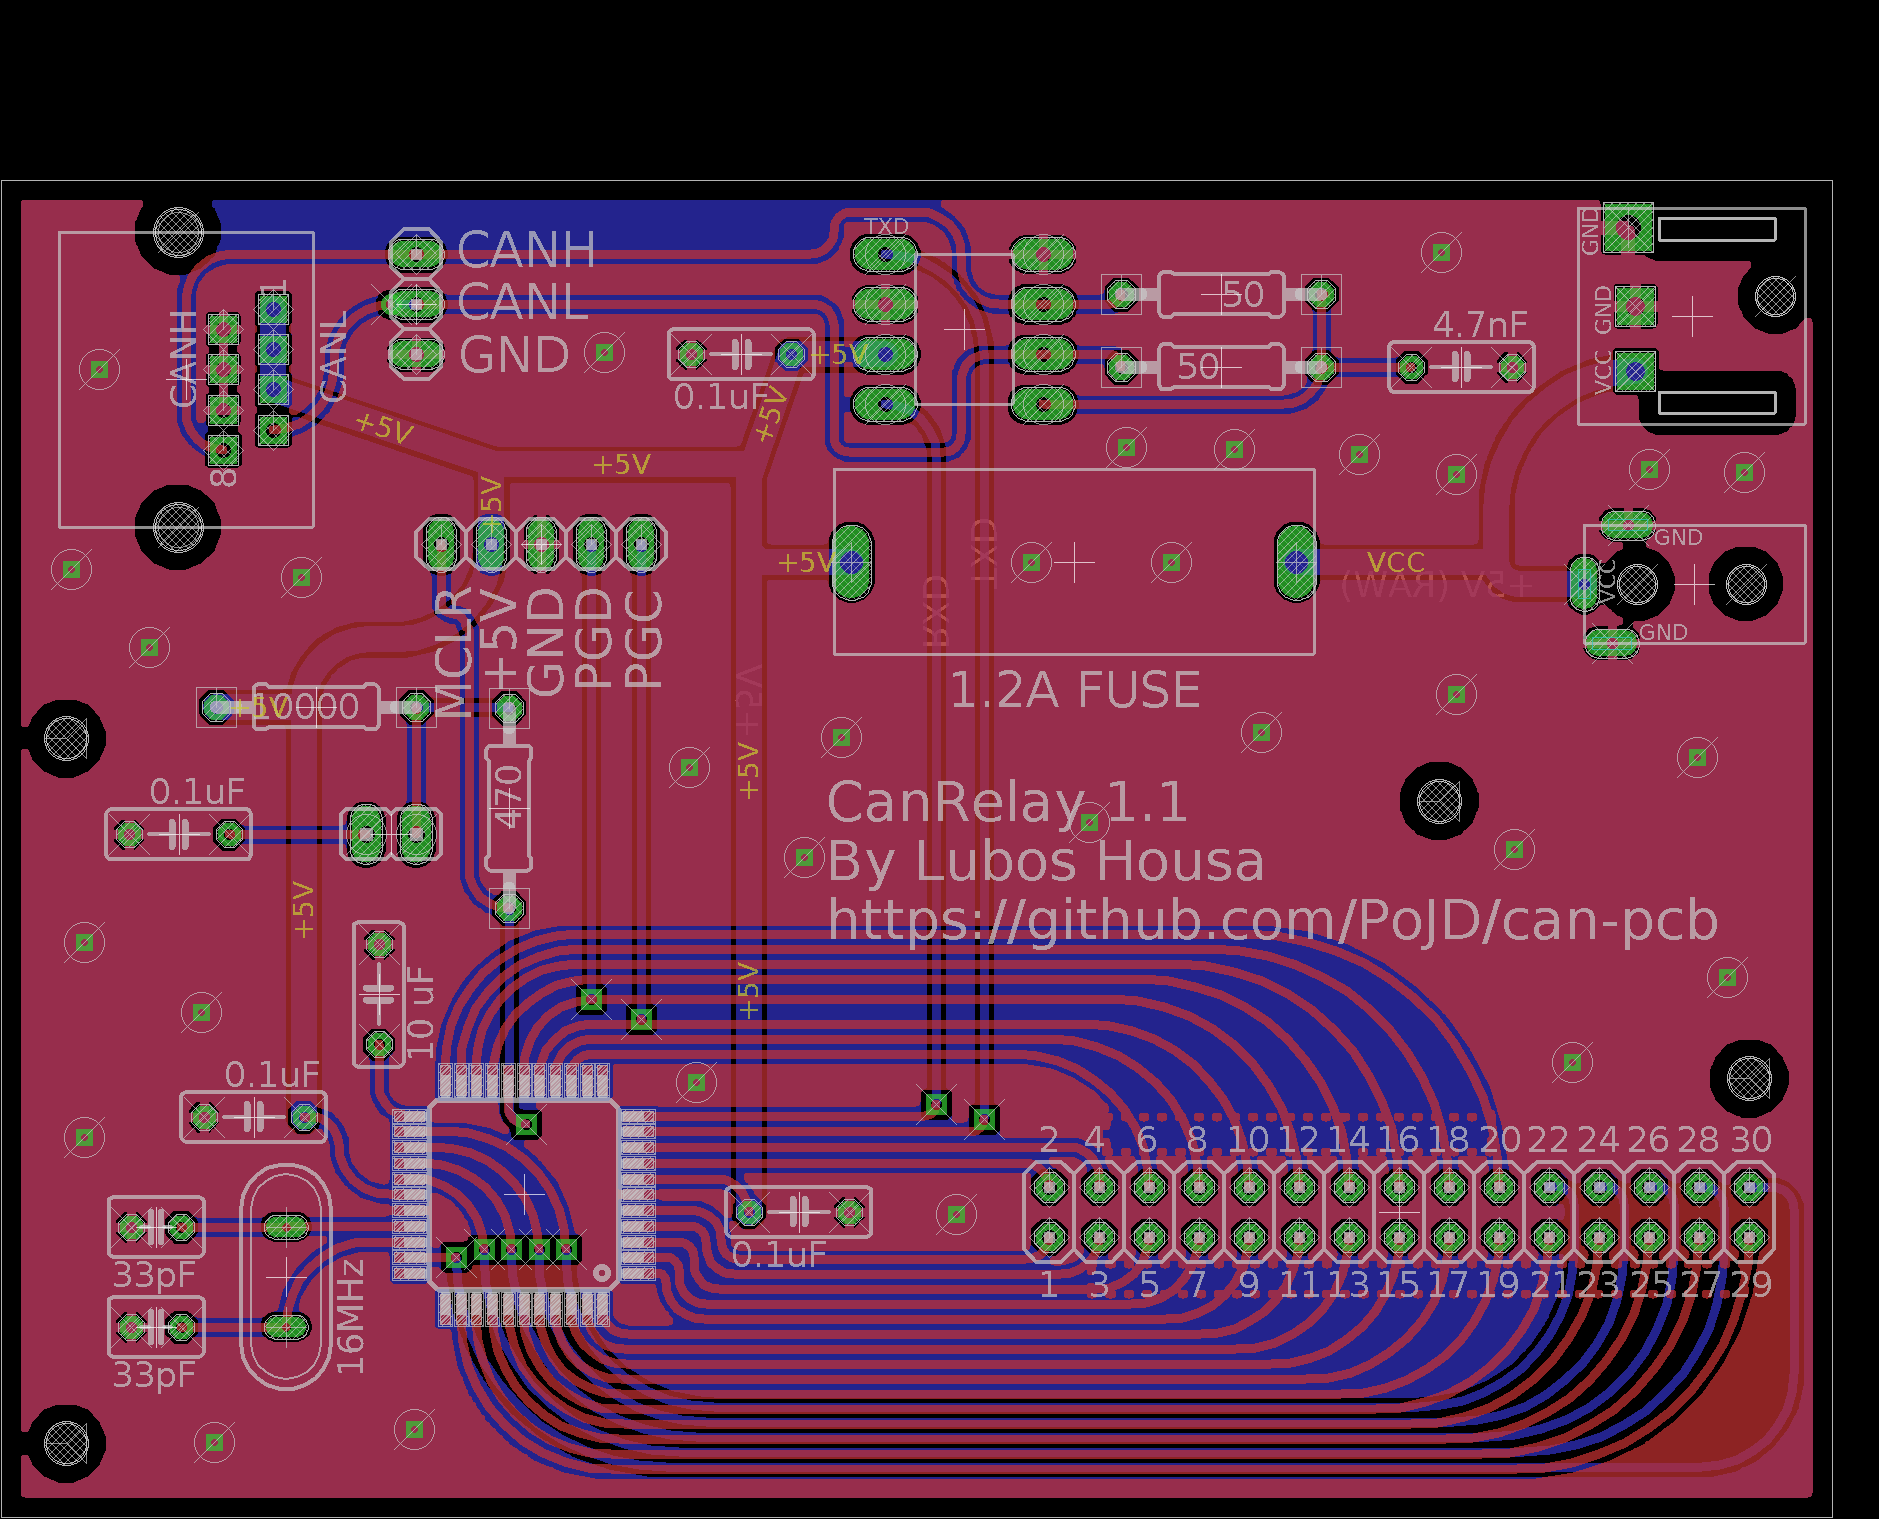 TXD
GND
CANH
1
CANL
GND
CANH
CANL
8
50
50
4.7nF
GND
VCC
0.1uF
+5V
+5V
+5V
+5V
+5V
+5V
VCC
+5V (RAW)
GND
VCC
GND
TXD
RXD
MCLR
+5V
GND
PGD
PGC
1.2A FUSE
+5V
10000
+5V
+5V
470
0.1uF
CanRelay 1.1
By Lubos Housa
https://github.com/PoJD/can-pcb
+5V
10 uF
+5V
0.1uF
2 4 6 8 10 12 14 16 18 20 22 24 26 28 30
0.1uF
1 3 5 7 9 11 13 15 17 19 21 23 25 27 29
33pF
16MHz
33pF